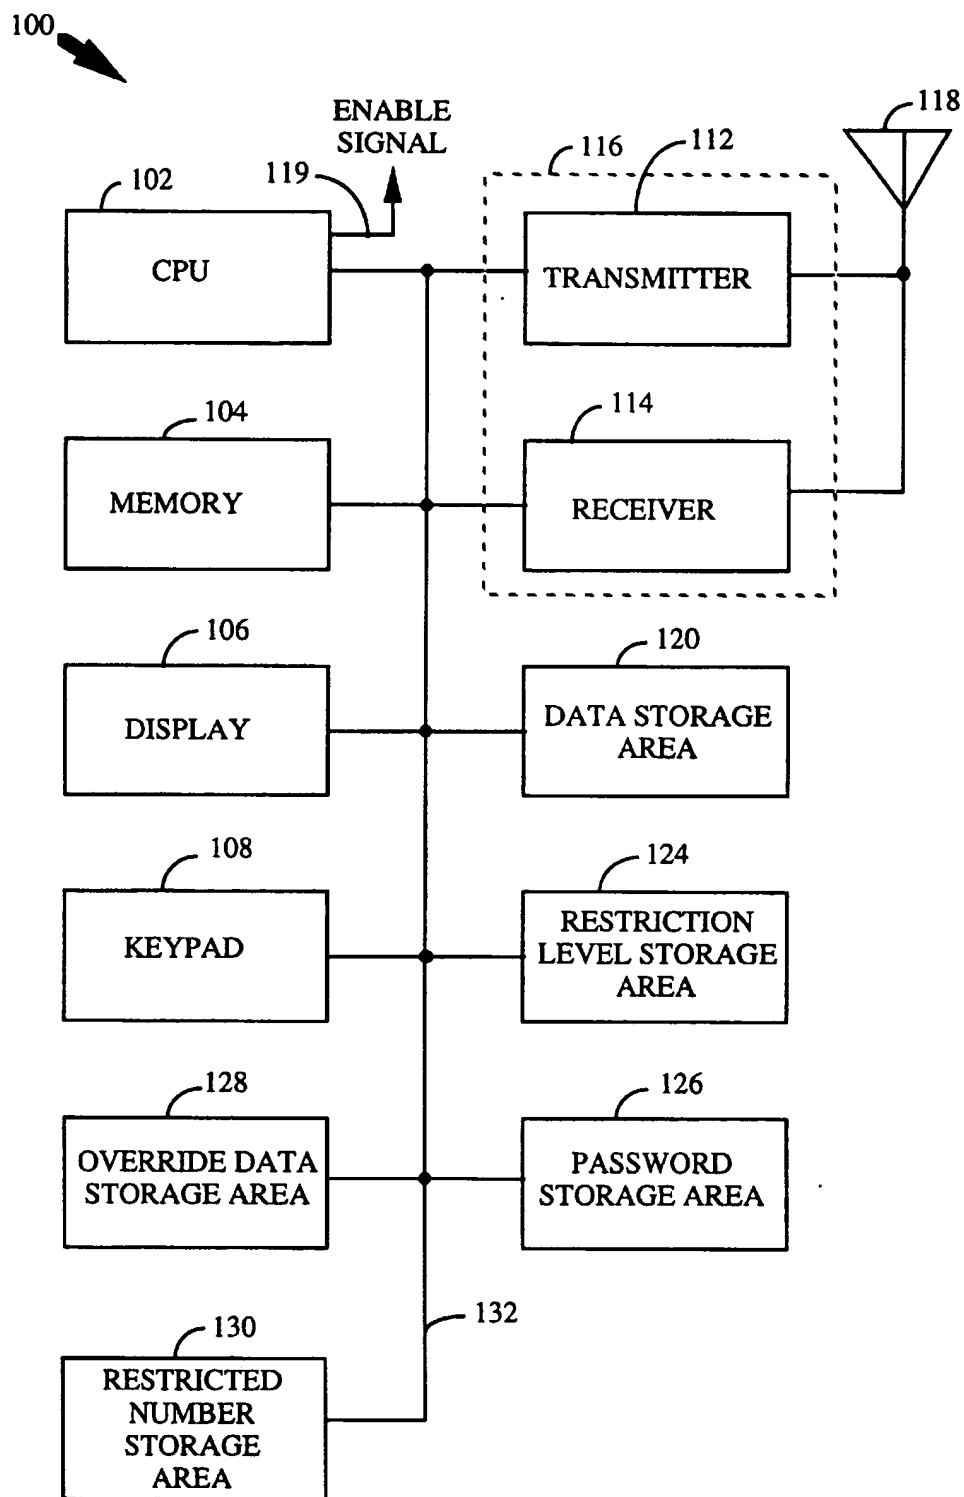 100
ENABLE
SIGNAL
118
102
119
116
112
CPU
TRANSMITTER
104
114
MEMORY
RECEIVER
106
120
DISPLAY
DATA STORAGE
AREA
108
124
KEYPAD
RESTRICTION
LEVEL STORAGE
AREA
128
126
OVERRIDE DATA
STORAGE AREA
PASSWORD
STORAGE AREA
132
130
RESTRICTED
NUMBER
STORAGE
AREA